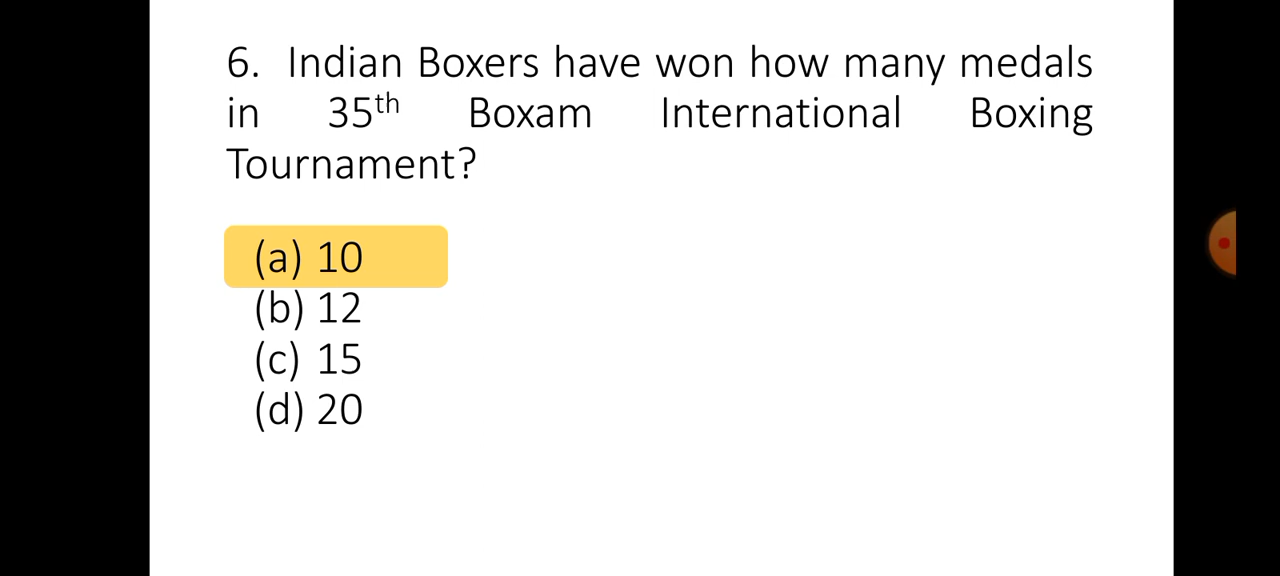 6. Indian Boxers have won how many medals
in 35th Boxam International Boxing
Tournament?
(a) 10
(b) 12
(c) 15
(d) 20